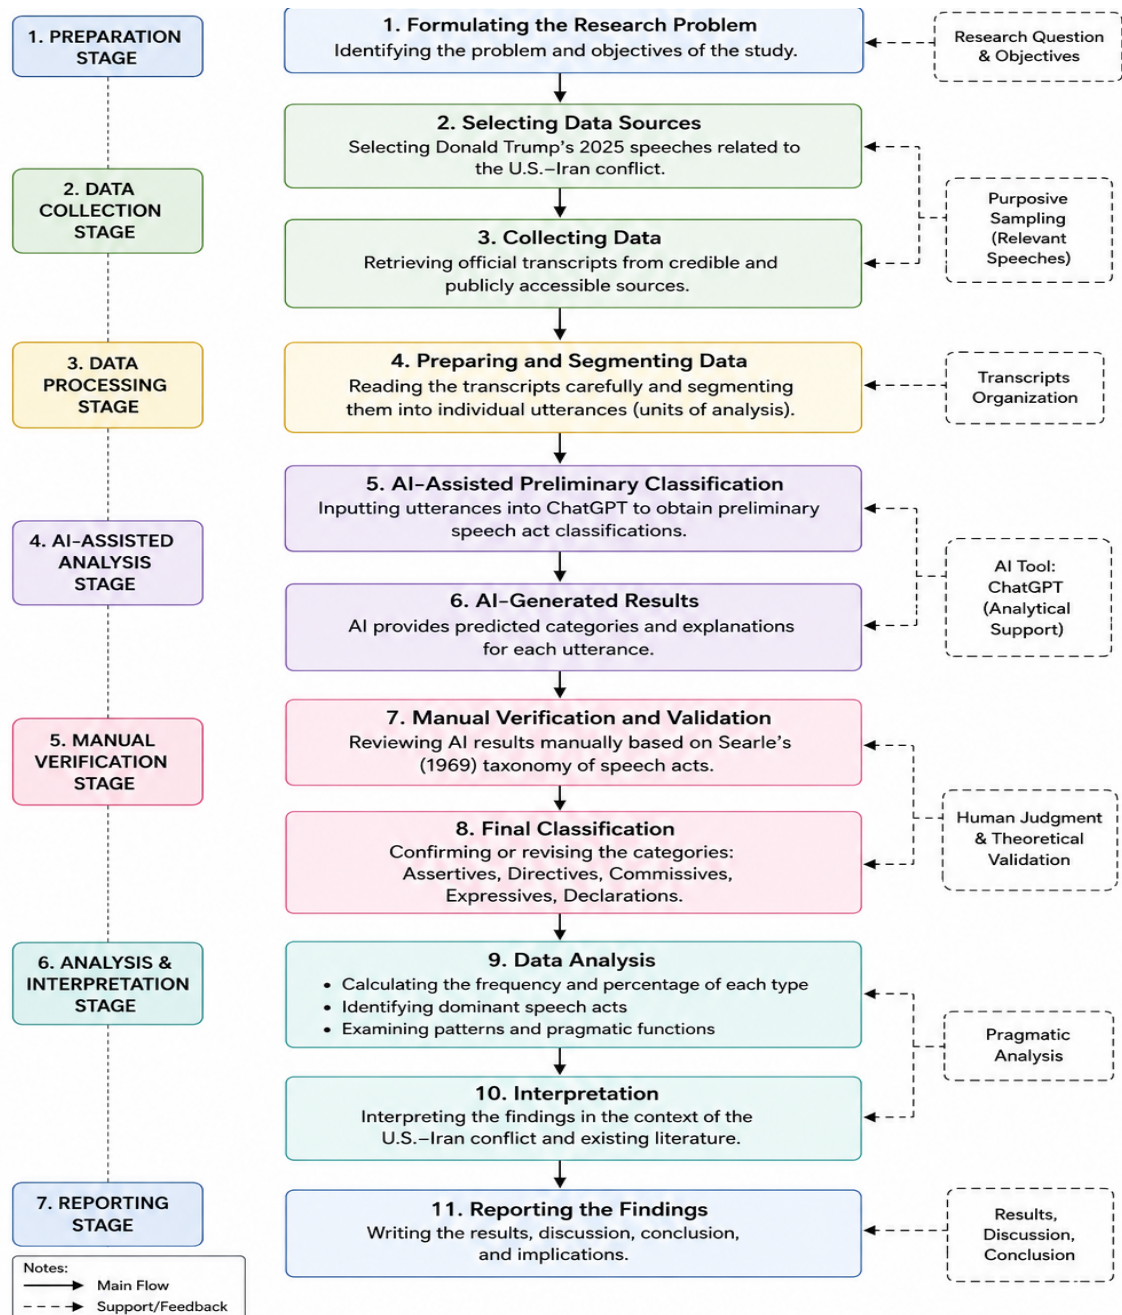 1. PREPARATION
STAGE
1. Formulating the Research Problem
Identifying the problem and objectives of the study.
Research Question
& Objectives
2. DATA
COLLECTION
STAGE
2. Selecting Data Sources
Selecting Donald Trump's 2025 speeches related to
the U.S.–Iran conflict.
3. Collecting Data
Retrieving official transcripts from credible and
publicly accessible sources.
Purposive
Sampling
(Relevant
Speeches)
3. DATA
PROCESSING
STAGE
4. Preparing and Segmenting Data
Reading the transcripts carefully and segmenting
them into individual utterances (units of analysis).
Transcripts
Organization
4. AI-ASSISTED
ANALYSIS
STAGE
5. AI-Assisted Preliminary Classification
Inputting utterances into ChatGPT to obtain preliminary
speech act classifications.
6. AI-Generated Results
AI provides predicted categories and explanations
for each utterance.
AI Tool:
ChatGPT
(Analytical
Support)
5. MANUAL
VERIFICATION
STAGE
7. Manual Verification and Validation
Reviewing AI results manually based on Searle's
(1969) taxonomy of speech acts.
8. Final Classification
Confirming or revising the categories:
Assertives, Directives, Commissives,
Expressives, Declarations.
Human Judgment
& Theoretical
Validation
6. ANALYSIS &
INTERPRETATION
STAGE
9. Data Analysis
• Calculating the frequency and percentage of each type
• Identifying dominant speech acts
• Examining patterns and pragmatic functions
10. Interpretation
Interpreting the findings in the context of the
U.S.–Iran conflict and existing literature.
Pragmatic
Analysis
7. REPORTING
STAGE
11. Reporting the Findings
Writing the results, discussion, conclusion,
and implications.
Results,
Discussion,
Conclusion
Notes:
Main Flow
Support/Feedback